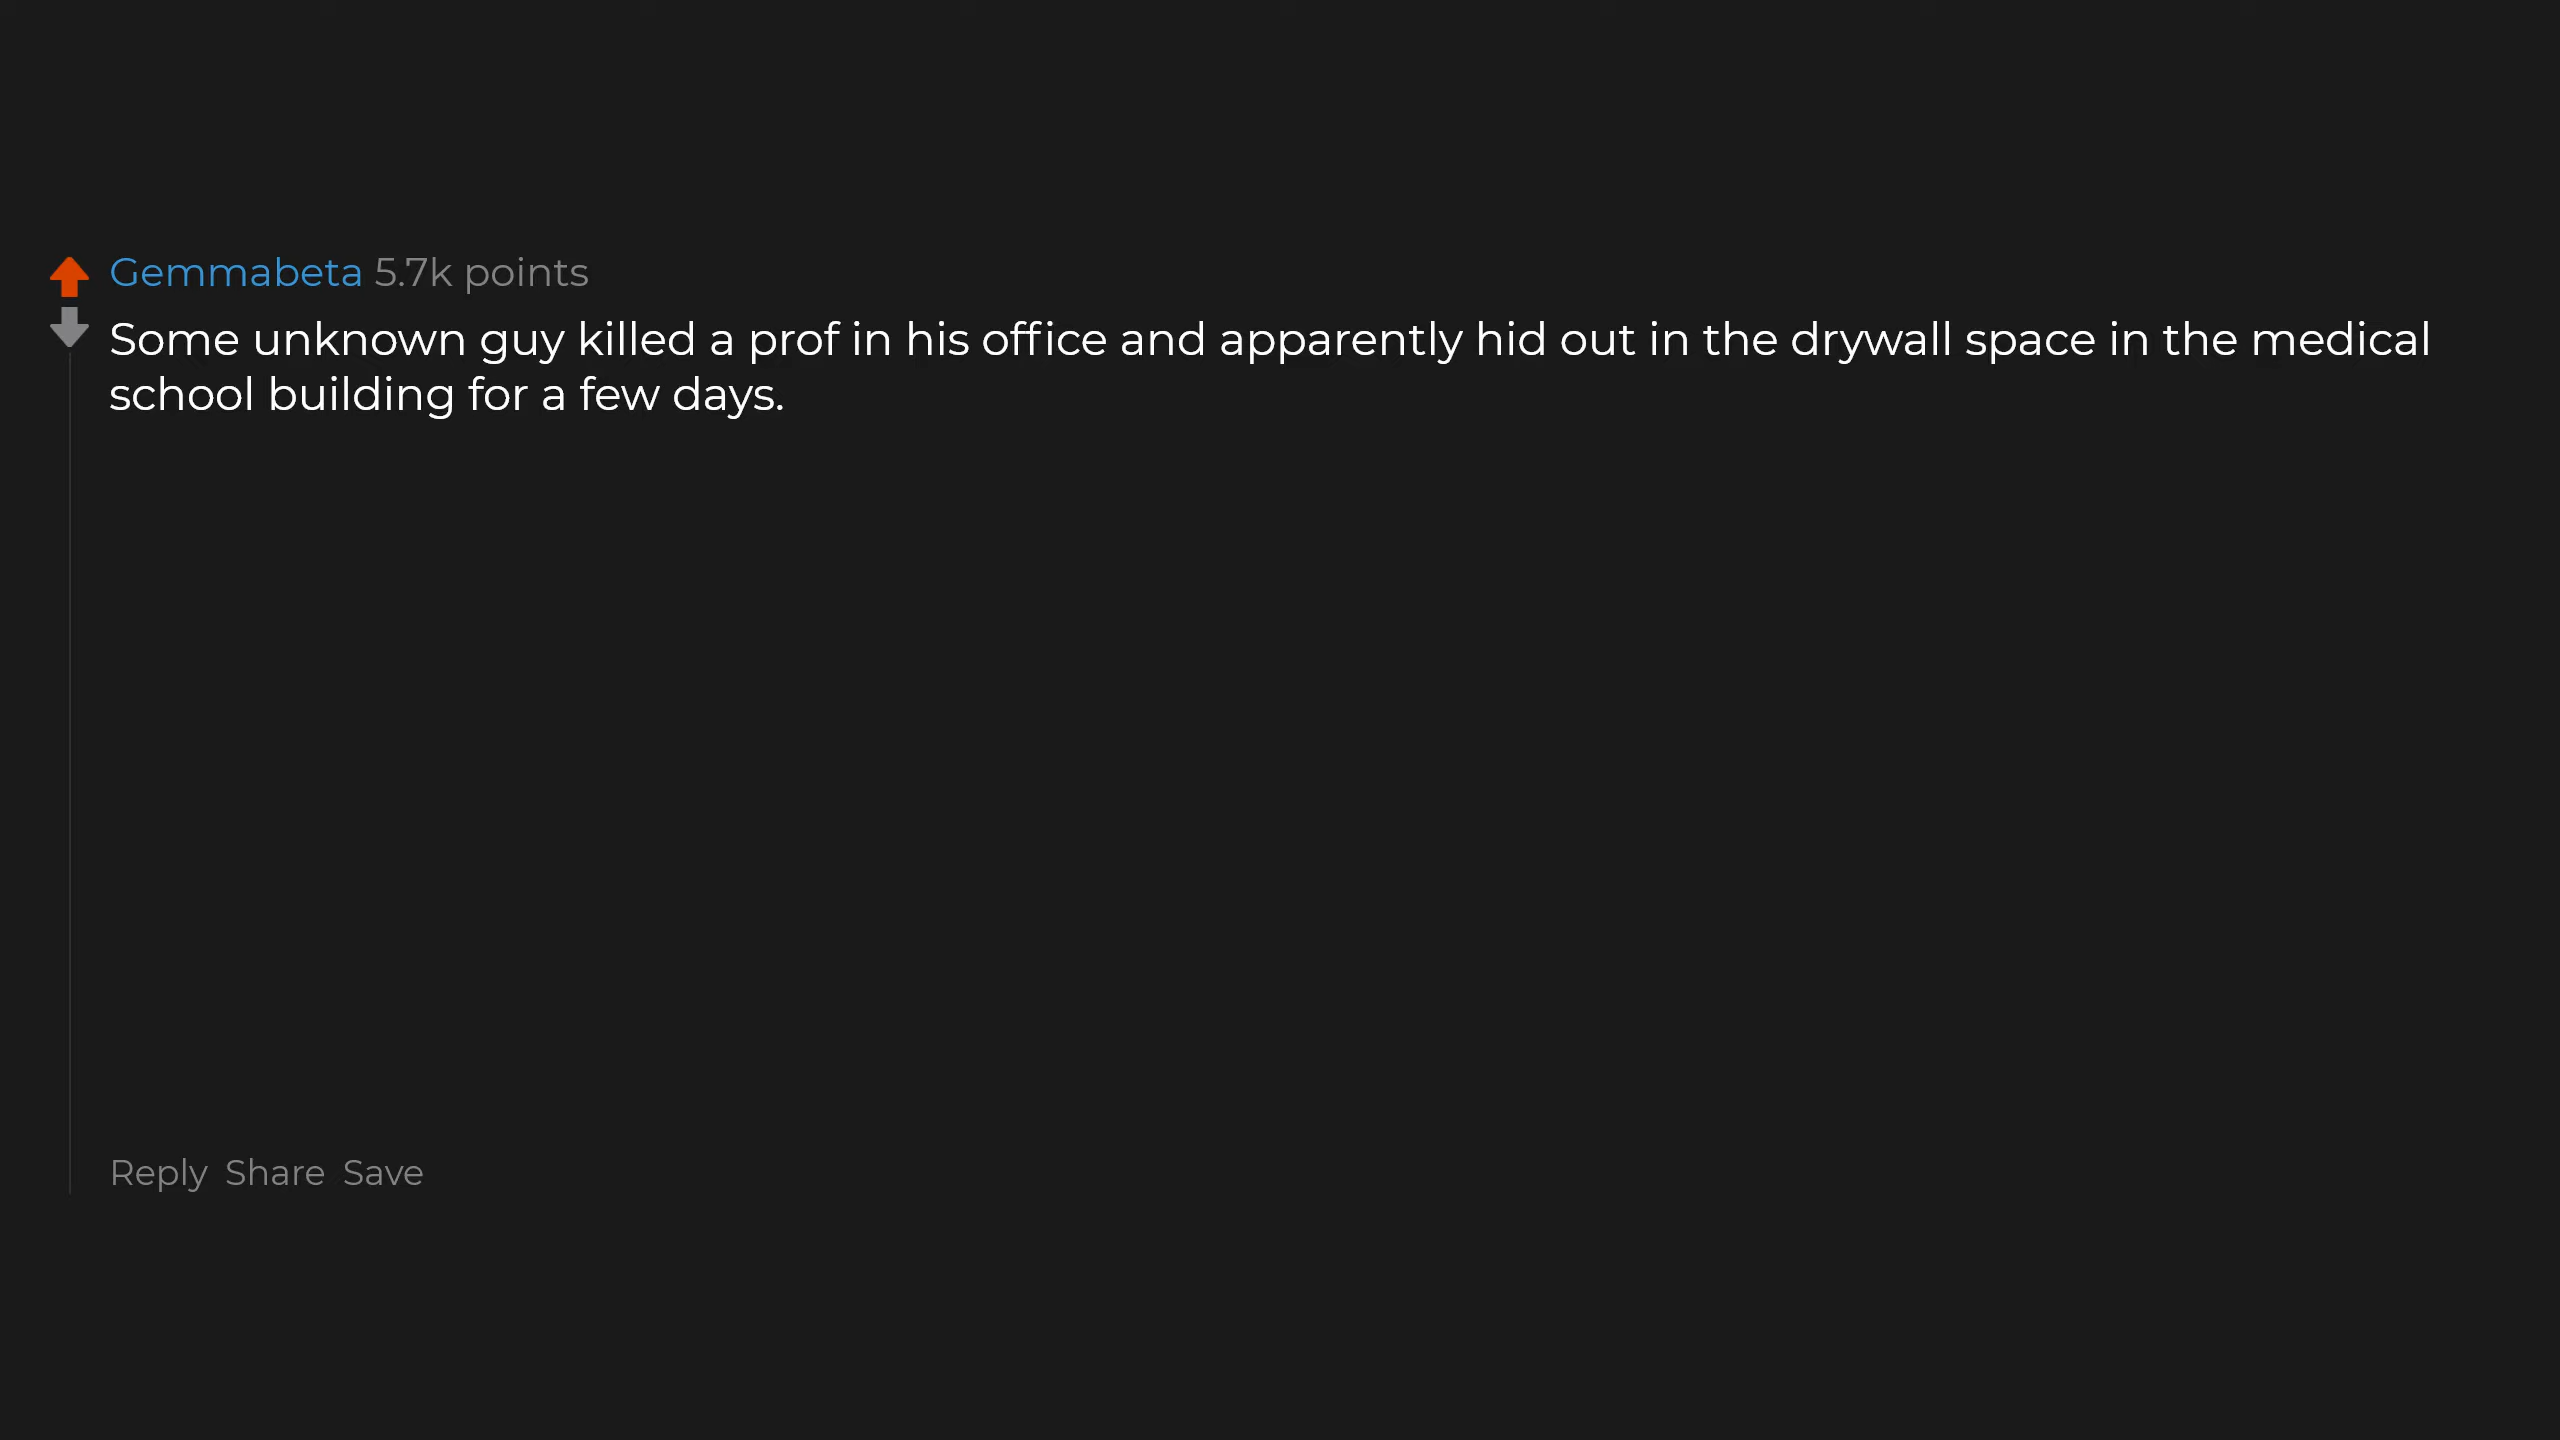 Gemmabeta 5.7k points
Some unknown guy killed a prof in his office and apparently hid out in the drywall space in the medical
school building for a few days.
Reply Share Save